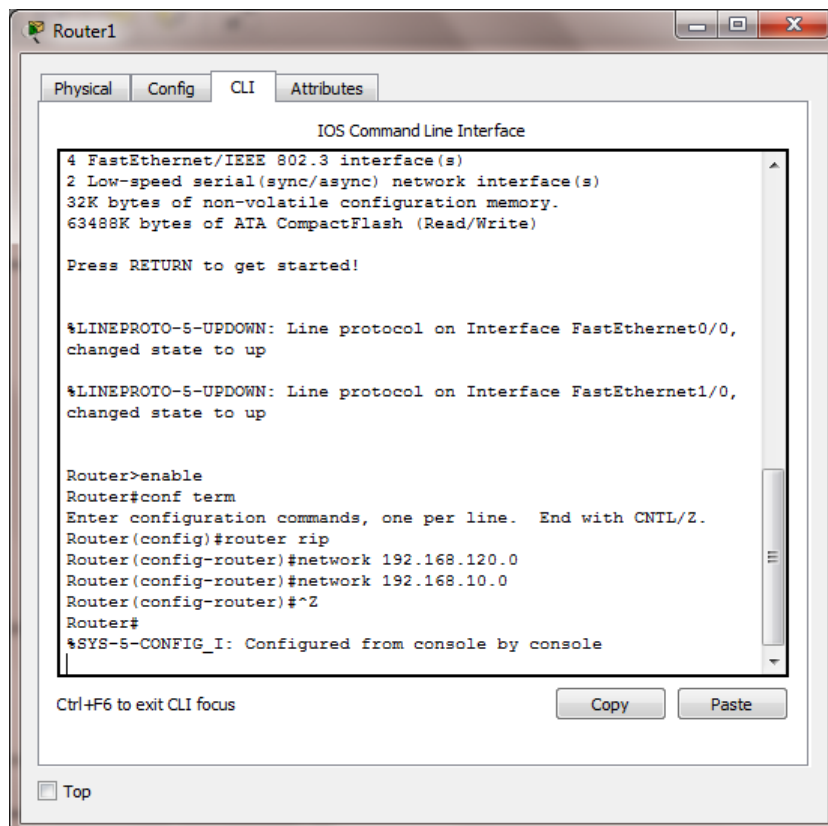 Router1
Physical Config CLI Attributes
IOS Command Line Interface
4 FastEthernet/IEEE 802.3 interface(s)
2 Low-speed serial(sync/async) network interface(s)
32K bytes of non-volatile configuration memory.
63488K bytes of ATA CompactFlash (Read/Write)
Press RETURN to get started!
%LINEPROTO-5-UPDOWN: Line protocol on Interface FastEthernet0/0,
changed state to up
%LINEPROTO-5-UPDOWN: Line protocol on Interface FastEthernet1/0,
changed state to up
Router>enable
Router#conf term
Enter configuration commands, one per line.  End with CNTL/Z.
Router(config)#router rip
Router(config-router)#network 192.168.120.0
Router(config-router)#network 192.168.10.0
Router(config-router)#^Z
Router#
%SYS-5-CONFIG_I: Configured from console by console
Ctrl+F6 to exit CLI focus Copy Paste
Top